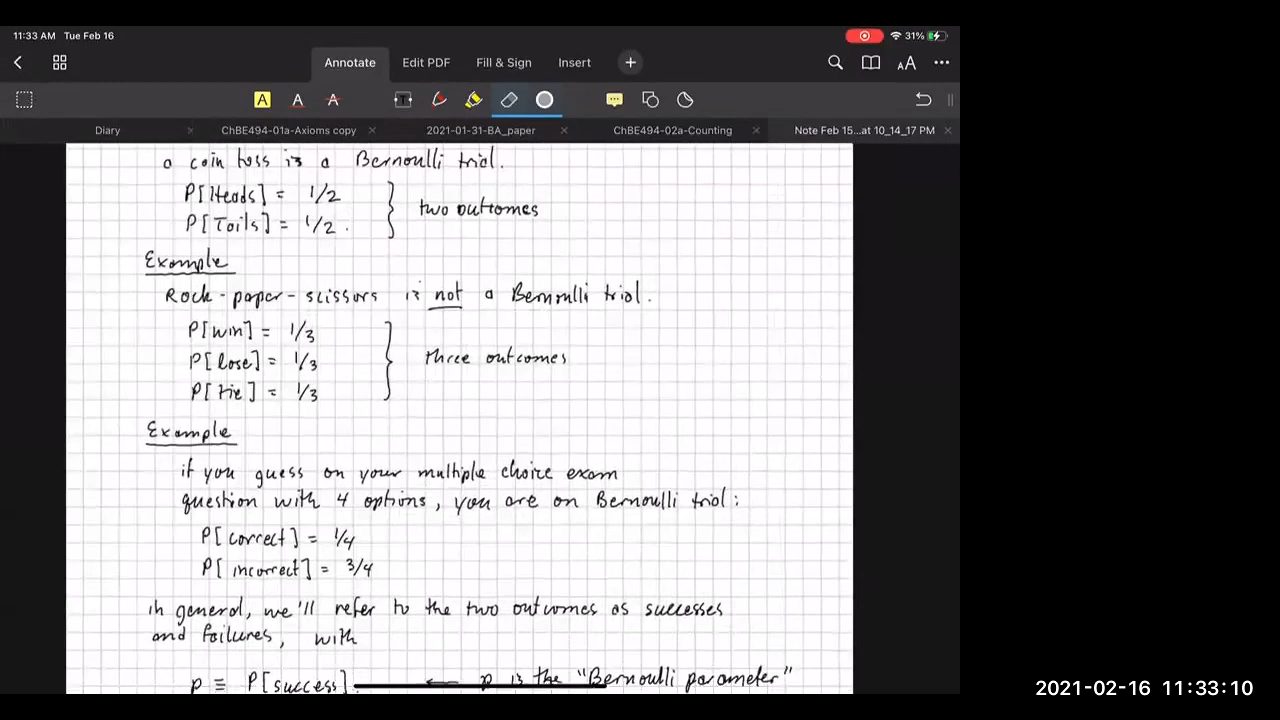 11:33 AM Tue Feb 16
31%
Annotate Edit PDF Fill & Sign Insert
AA
A A A T
Diary × ChBE494-01a-Axioms copy × 2021-01-31-BA_paper × ChBE494-02a-Counting × Note Feb 15...at 10_14_17 PM ×
a coin toss is a Bernoulli trial.
P[Heads] = 1/2
P[Tails] = 1/2.
} two outcomes
Example
Rock-paper-scissors is not a Bernoulli trial.
P[win] = 1/3
P[lose] = 1/3
P[tie] = 1/3
} three outcomes
Example
if you guess on your multiple choice exam
question with 4 options, you are on Bernoulli trial:
P[correct] = 1/4
P[incorrect] = 3/4
in general, we'll refer to the two outcomes as successes
and failures, with
p ≡ P[success] ← p is the "Bernoulli parameter"
2021-02-16 11:33:10